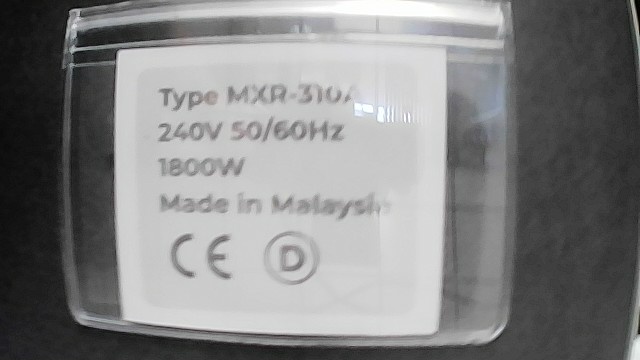 Type MXR-310A
240V 50/60Hz
1800W
Made in Malaysia
CE D